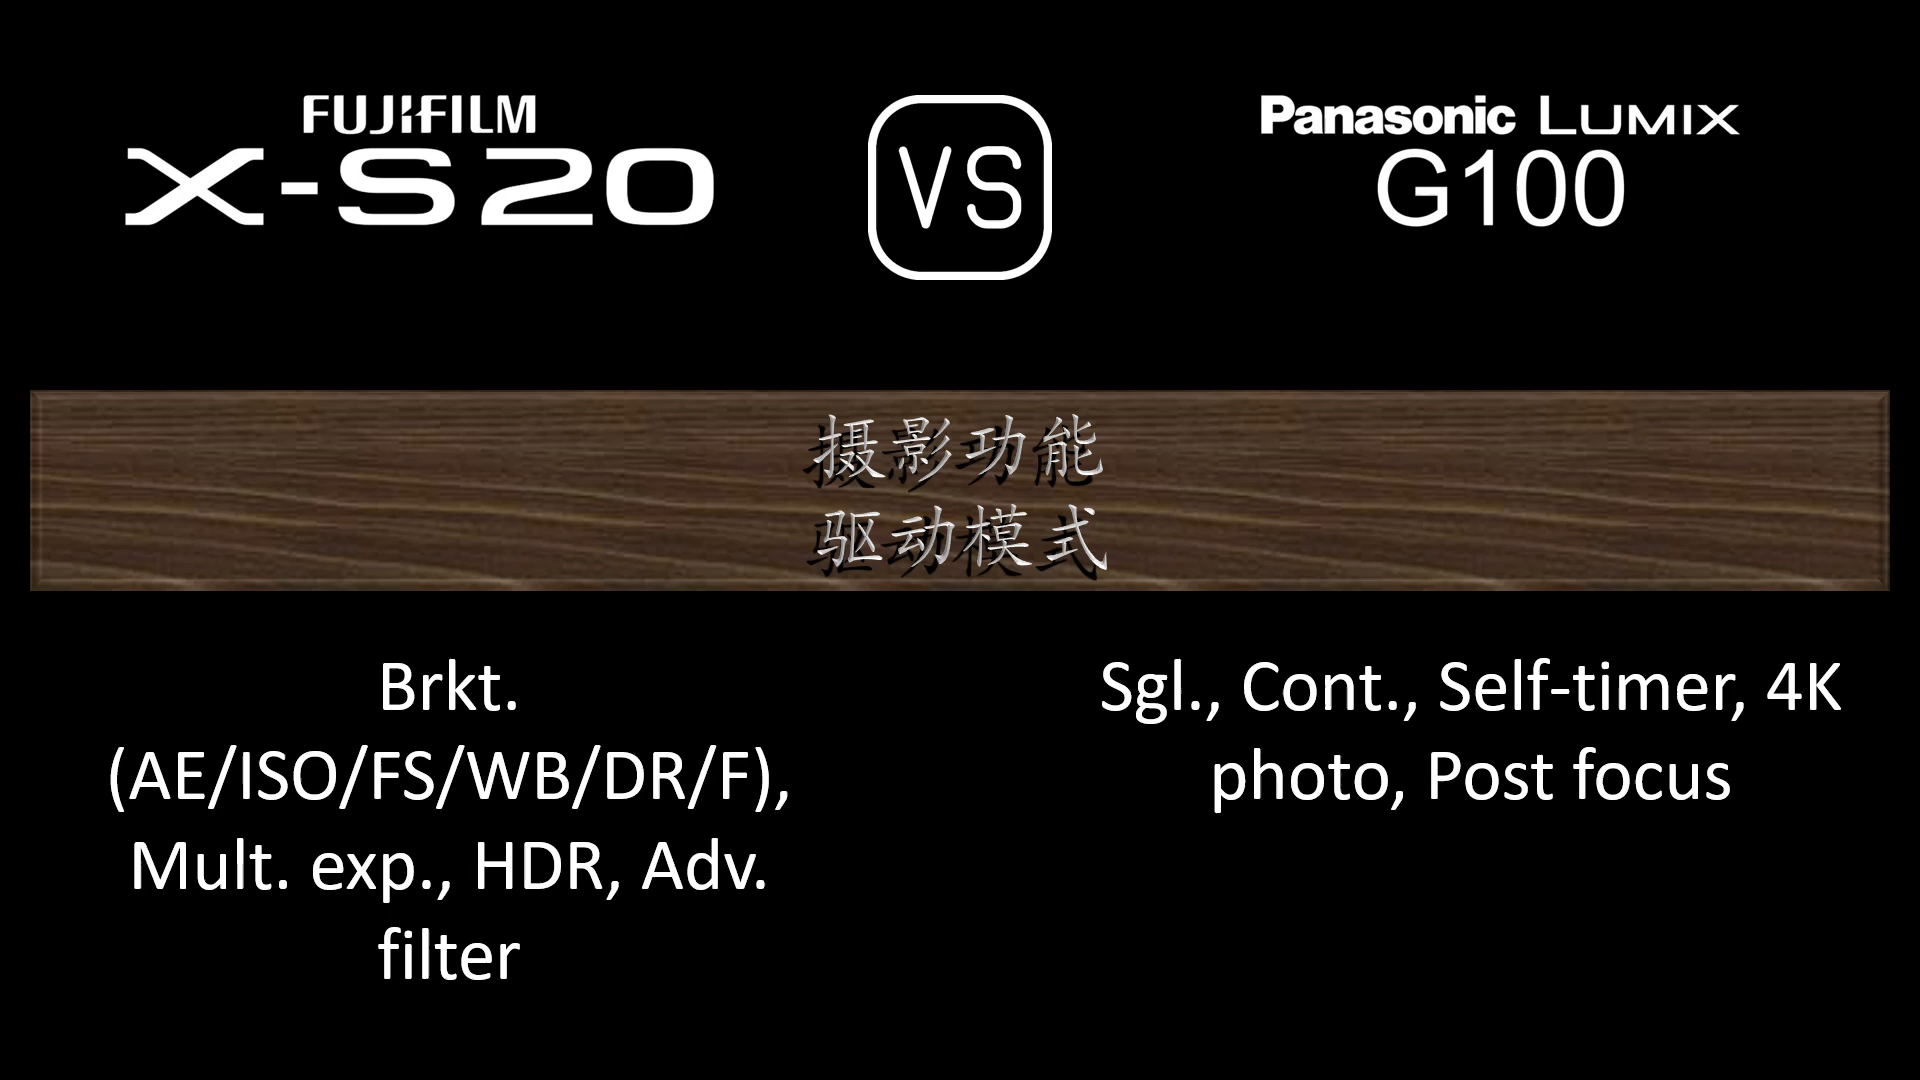 FUJIFILM
X-S20
VS
Panasonic LUMIX
G100
摄影功能
驱动模式
Brkt.
(AE/ISO/FS/WB/DR/F),
Mult. exp., HDR, Adv.
filter
Sgl., Cont., Self-timer, 4K
photo, Post focus